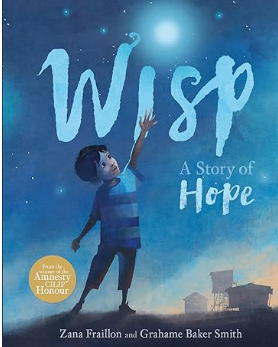 Wisp
A Story of
Hope
From the
winner of the
Amnesty
CILIP
Honour
Zana Fraillon and Grahame Baker Smith